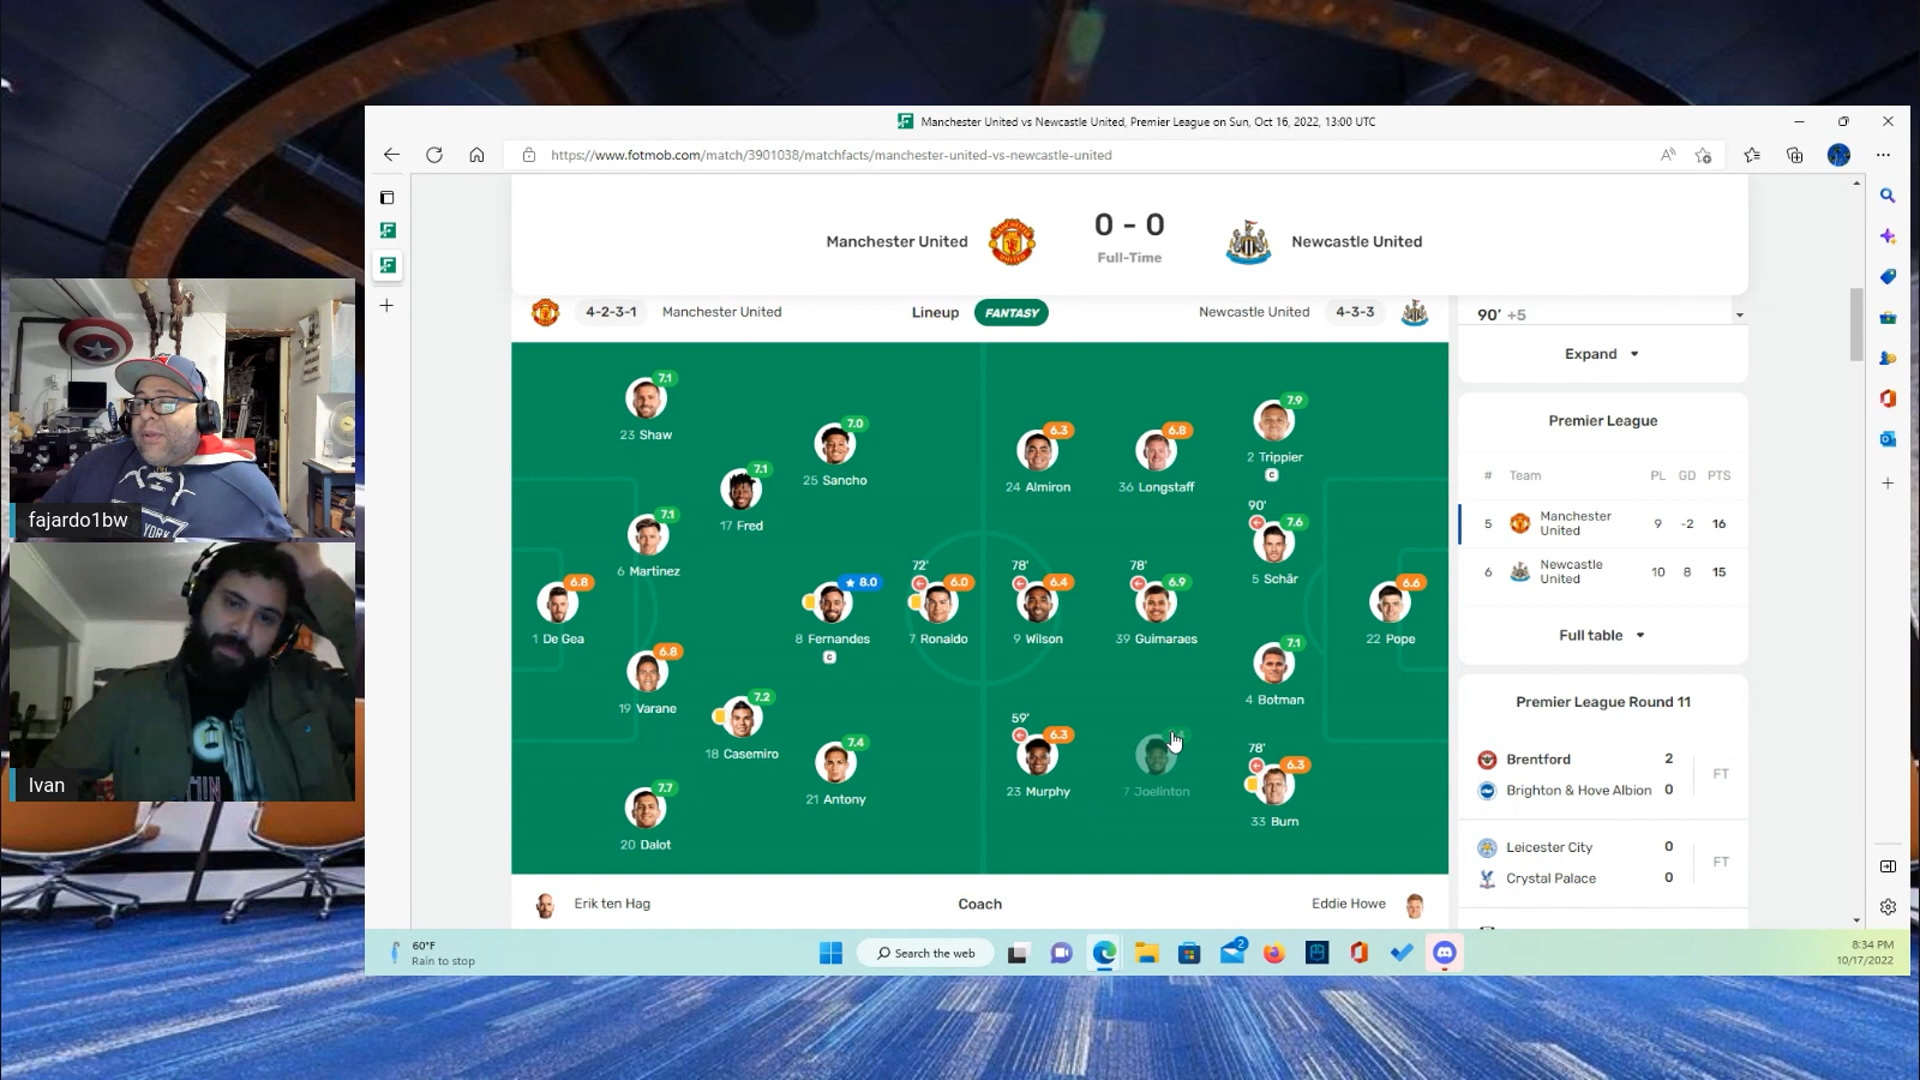 Manchester United vs Newcastle United, Premier League on Sun, Oct 16, 2022, 13:00 UTC
https://www.fotmob.com/match/3901038/matchfacts/manchester-united-vs-newcastle-united
Manchester United
0 - 0
Full-Time
Newcastle United
4-2-3-1
Manchester United
Lineup
FANTASY
Newcastle United
4-3-3
7.1
23 Shaw
7.0
25 Sancho
7.1
17 Fred
7.1
6 Martinez
6.8
1 De Gea
8.0
8 Fernandes
C
72'
6.0
7 Ronaldo
6.8
19 Varane
7.2
18 Casemiro
7.4
21 Antony
7.7
20 Dalot
6.3
24 Almiron
6.8
36 Longstaff
7.9
2 Trippier
C
90'
7.6
5 Schär
78'
6.4
9 Wilson
78'
6.9
39 Guimaraes
6.6
22 Pope
7.1
4 Botman
59'
6.3
23 Murphy
7 Joelinton
78'
6.3
33 Burn
Erik ten Hag
Coach
Eddie Howe
90' +5
Expand
Premier League
# Team PL GD PTS
5 Manchester United 9 -2 16
6 Newcastle United 10 8 15
Full table
Premier League Round 11
Brentford 2
FT
Brighton & Hove Albion 0
Leicester City 0
FT
Crystal Palace 0
fajardo1bw
YORK
Ivan
60°F
Rain to stop
Search the web
2
8:34 PM
10/17/2022